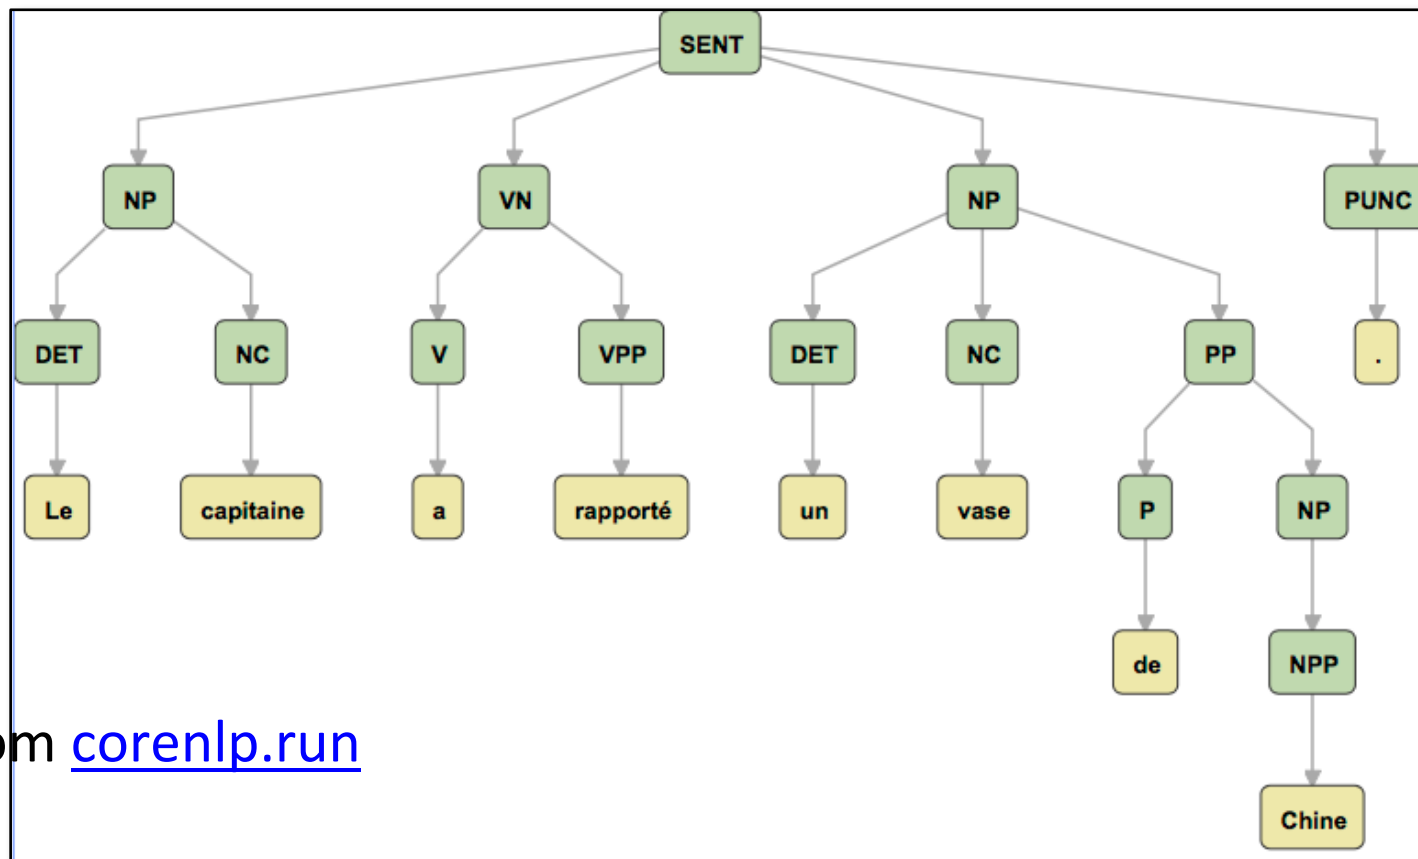 SENT
NP VN NP PUNC
DET NC V VPP DET NC PP .
Le capitaine a rapporté un vase P NP
de NPP
om corenlp.run
Chine